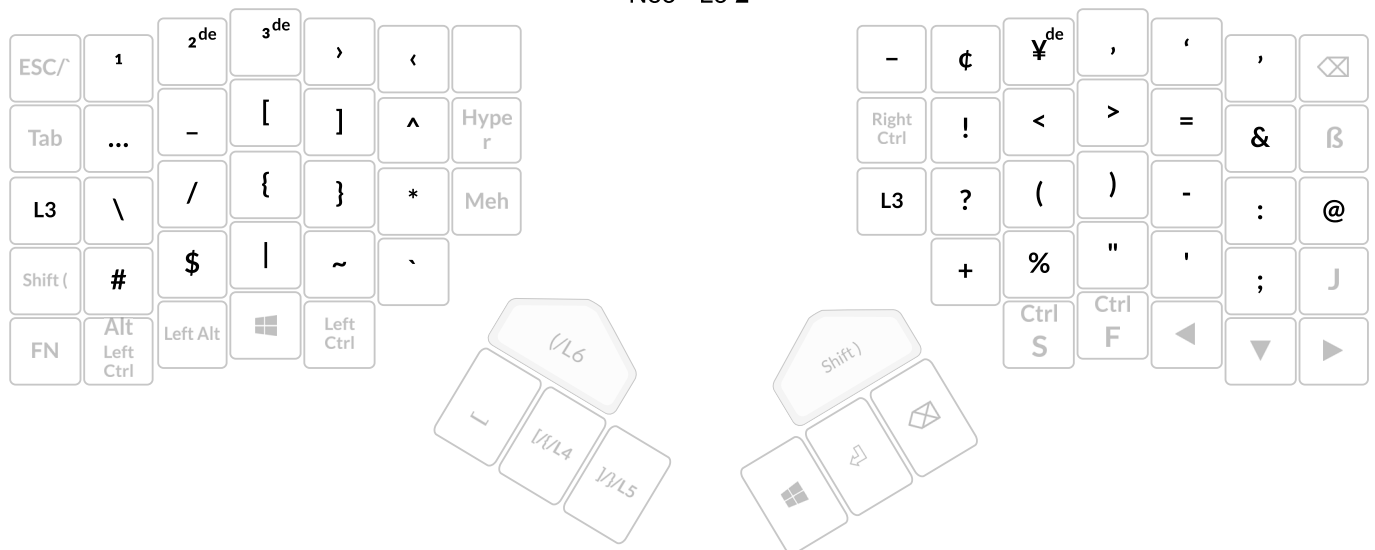 ESC/` ¹ ²de ³de › ‹ – ¢ ¥de ‚ ‘ ’ ⌫
Tab … _ [ ] ^ Hype
r
Right
Ctrl
! < > = & ß
L3 \ / { } * Meh L3 ? ( ) - : @
Shift ( # $ | ~ ` + % " ' ; J
FN
Alt
Left
Ctrl
Left Alt
Left
Ctrl
Ctrl
S
Ctrl
F
◀ ▼ ▶
(/L6
[/{/L4
]/}/L5
Shift )